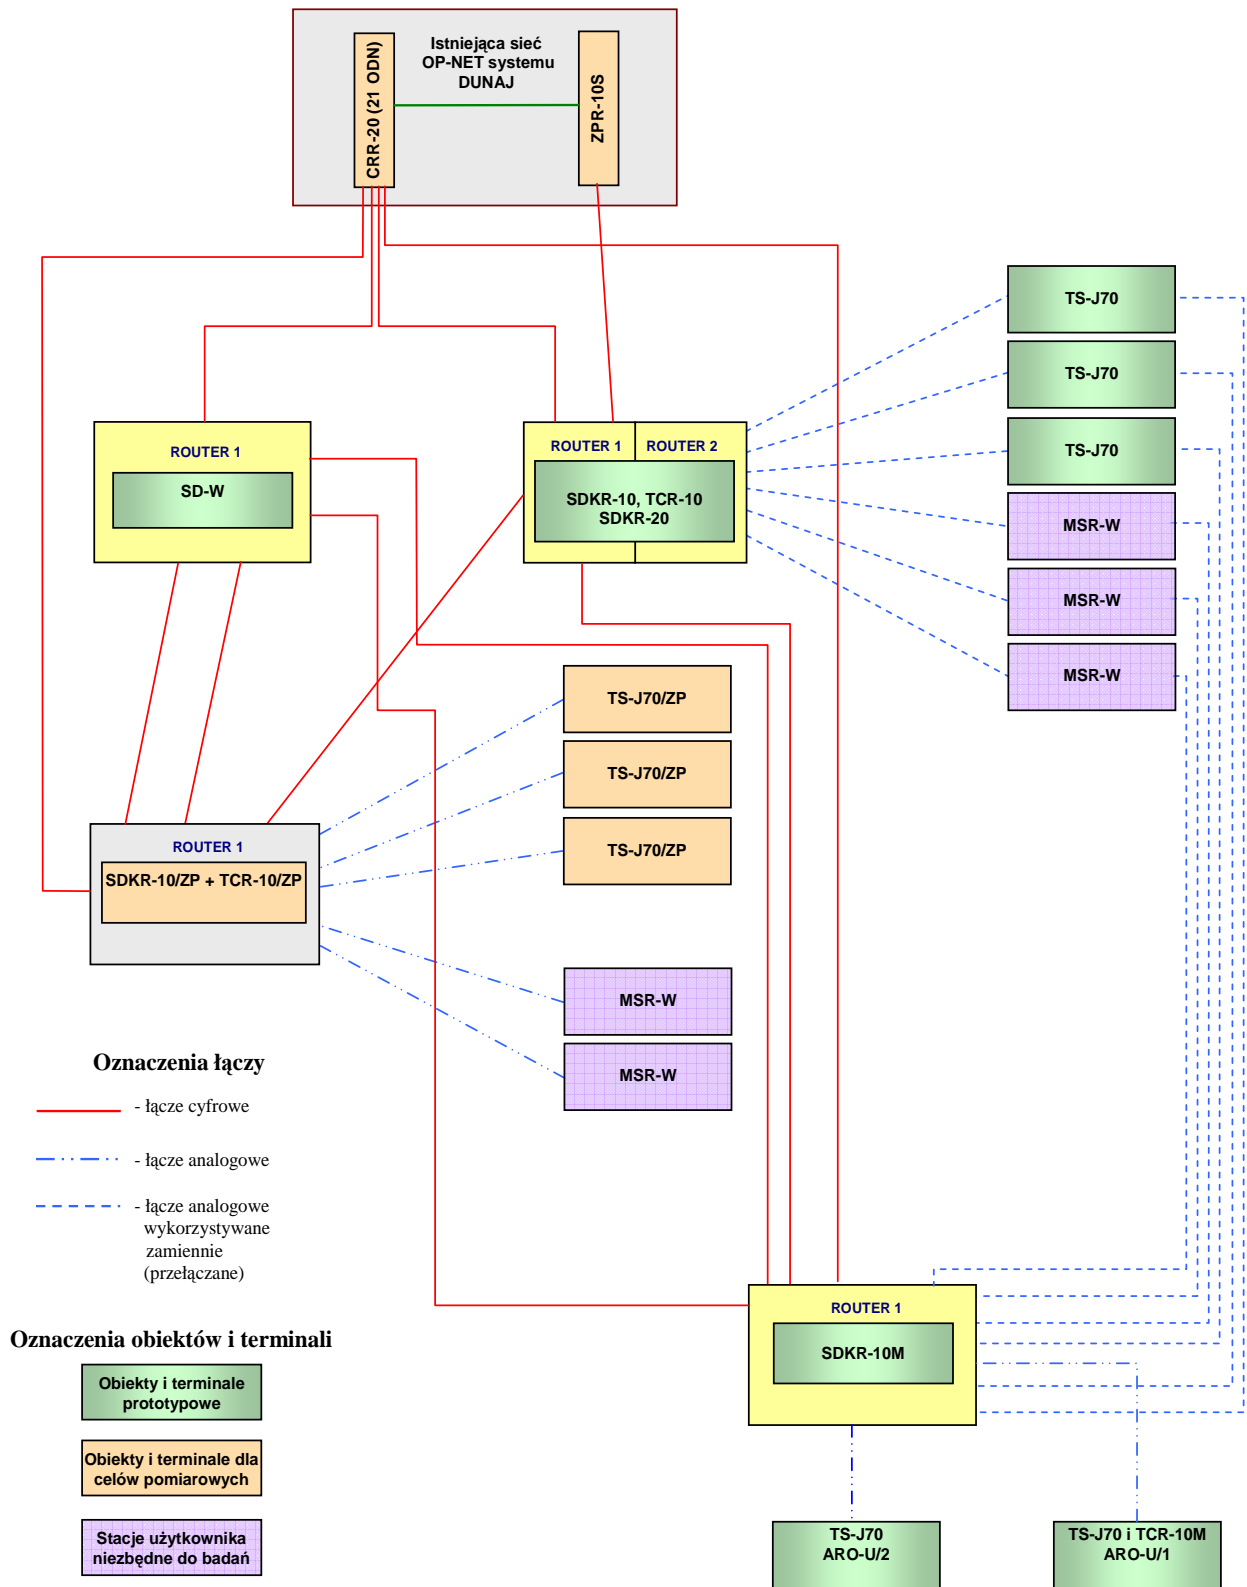 Istniejąca sieć
OP-NET systemu
DUNAJ
CRR-20 (21 ODN)
ZPR-10S
TS-J70
TS-J70
TS-J70
MSR-W
MSR-W
MSR-W
ROUTER 1
SD-W
ROUTER 1
ROUTER 2
SDKR-10, TCR-10
SDKR-20
TS-J70/ZP
TS-J70/ZP
TS-J70/ZP
ROUTER 1
SDKR-10/ZP + TCR-10/ZP
MSR-W
MSR-W
Oznaczenia łączy
- łącze cyfrowe
- łącze analogowe
- łącze analogowe
wykorzystywane
zamiennie
(przełączane)
ROUTER 1
SDKR-10M
Oznaczenia obiektów i terminali
Obiekty i terminale
prototypowe
Obiekty i terminale dla
celów pomiarowych
Stacje użytkownika
niezbędne do badań
TS-J70
ARO-U/2
TS-J70 i TCR-10M
ARO-U/1